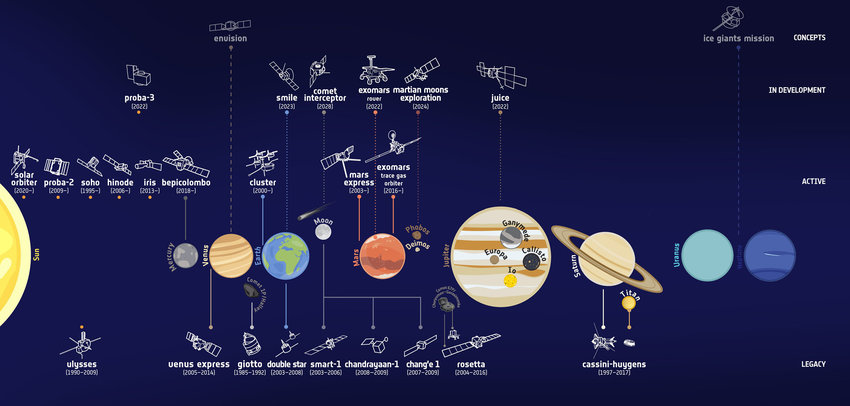 envision
ice giants mission
CONCEPTS
proba-3
(2022)
smile
(2023)
comet
interceptor
(2028)
exomars
rover
(2022)
martian moons
exploration
(2024)
juice
(2022)
IN DEVELOPMENT
solar
orbiter
(2020-)
proba-2
(2009-)
soho
(1995-)
hinode
(2006-)
iris
(2013-)
bepicolombo
(2018-)
cluster
(2000-)
mars
express
(2003-)
exomars
trace gas
orbiter
(2016-)
ACTIVE
Sun
Mercury
Venus
Earth
Moon
Mars
Phobos
Deimos
Jupiter
Ganymede
Europa
Callisto
Io
Saturn
Titan
Uranus
Comet 1P/Halley
ulysses
(1990-2009)
venus express
(2005-2014)
giotto
(1985-1992)
double star
(2003-2008)
smart-1
(2003-2006)
chandrayaan-1
(2008-2009)
chang'e 1
(2007-2009)
rosetta
(2004-2016)
cassini-huygens
(1997-2017)
LEGACY